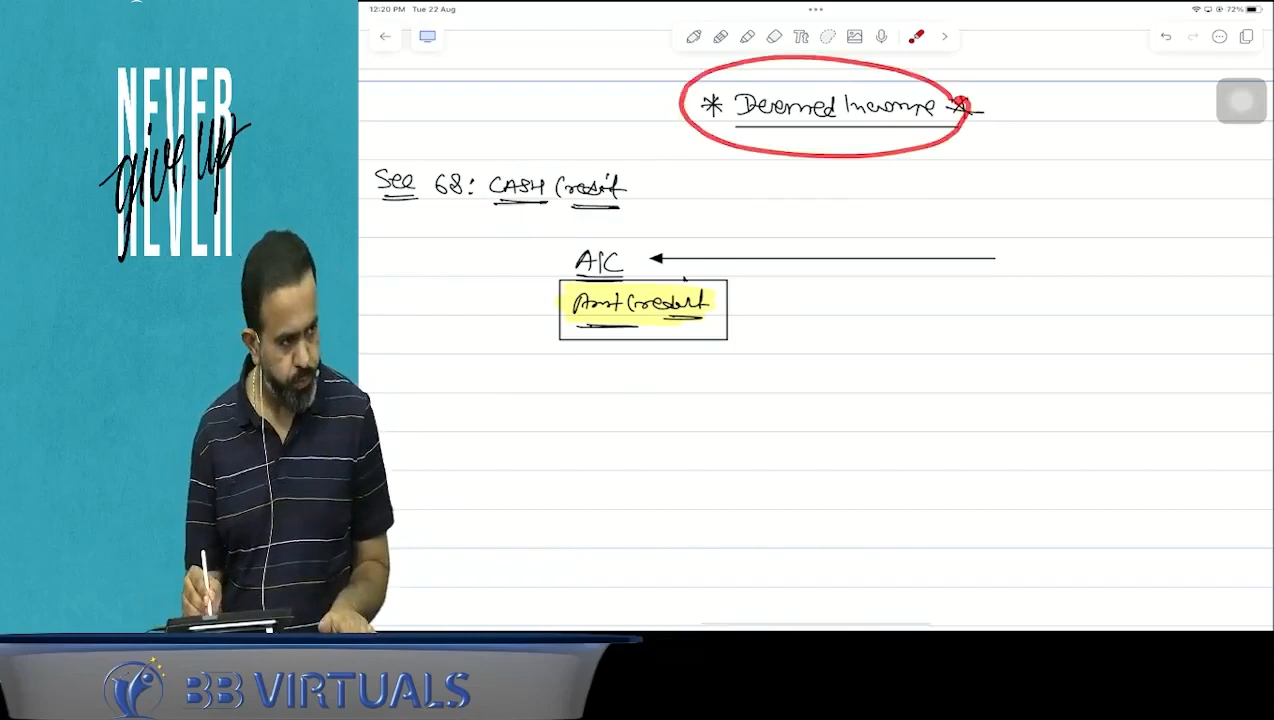 12:20 PM Tue 22 Aug
72%
* Deemed Income *
Sec 68: CASH Credit
A/C
Amt Credit
NEVER
give up
NEVER
BB VIRTUALS